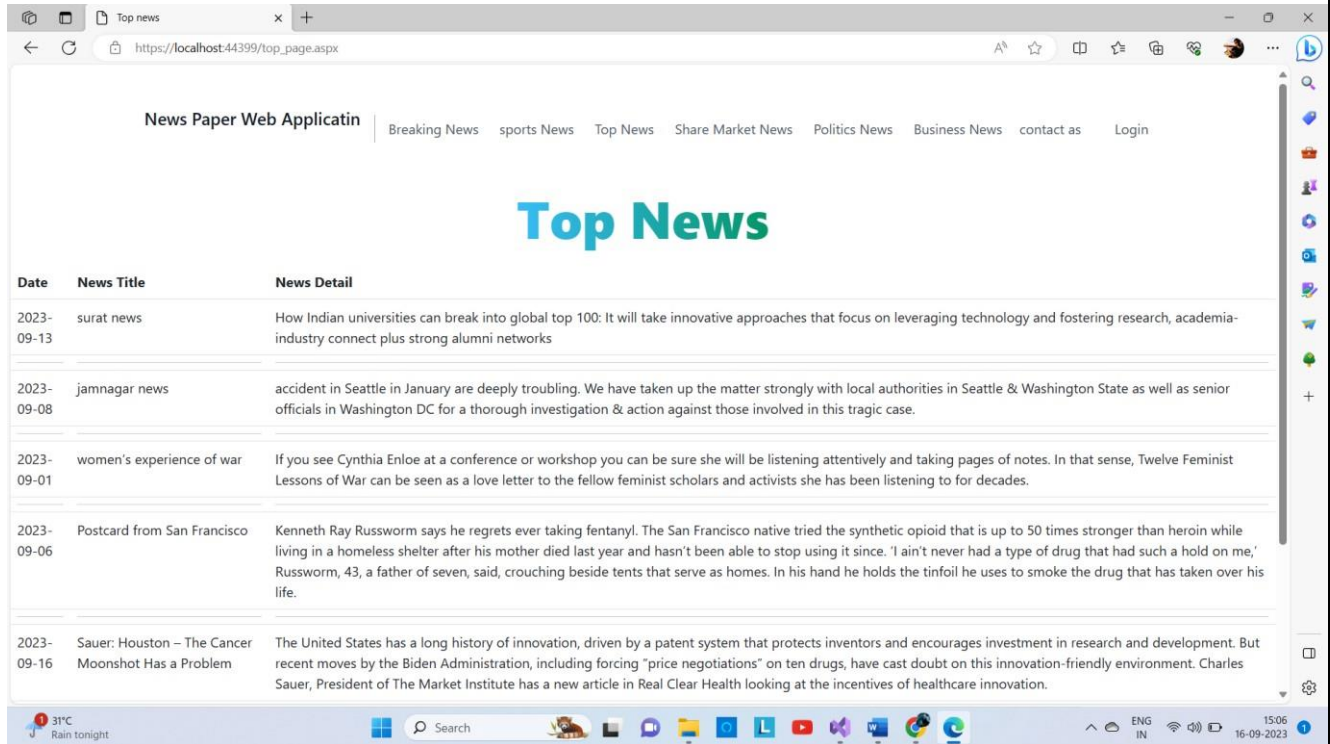 Top news
https://localhost:44399/top_page.aspx
News Paper Web Applicatin
Breaking News sports News Top News Share Market News Politics News Business News contact as Login
Top News
Date News Title News Detail
2023- surat news How Indian universities can break into global top 100: It will take innovative approaches that focus on leveraging technology and fostering research, academia-
09-13 industry connect plus strong alumni networks
2023- jamnagar news accident in Seattle in January are deeply troubling. We have taken up the matter strongly with local authorities in Seattle & Washington State as well as senior
09-08 officials in Washington DC for a thorough investigation & action against those involved in this tragic case.
2023- women's experience of war If you see Cynthia Enloe at a conference or workshop you can be sure she will be listening attentively and taking pages of notes. In that sense, Twelve Feminist
09-01 Lessons of War can be seen as a love letter to the fellow feminist scholars and activists she has been listening to for decades.
2023- Postcard from San Francisco Kenneth Ray Russworm says he regrets ever taking fentanyl. The San Francisco native tried the synthetic opioid that is up to 50 times stronger than heroin while
09-06 living in a homeless shelter after his mother died last year and hasn't been able to stop using it since. 'I ain't never had a type of drug that had such a hold on me,'
Russworm, 43, a father of seven, said, crouching beside tents that serve as homes. In his hand he holds the tinfoil he uses to smoke the drug that has taken over his
life.
2023- Sauer: Houston – The Cancer The United States has a long history of innovation, driven by a patent system that protects inventors and encourages investment in research and development. But
09-16 Moonshot Has a Problem recent moves by the Biden Administration, including forcing "price negotiations" on ten drugs, have cast doubt on this innovation-friendly environment. Charles
Sauer, President of The Market Institute has a new article in Real Clear Health looking at the incentives of healthcare innovation.
1 31°C
Rain tonight
Search
L
ENG
IN
15:06
16-09-2023
1